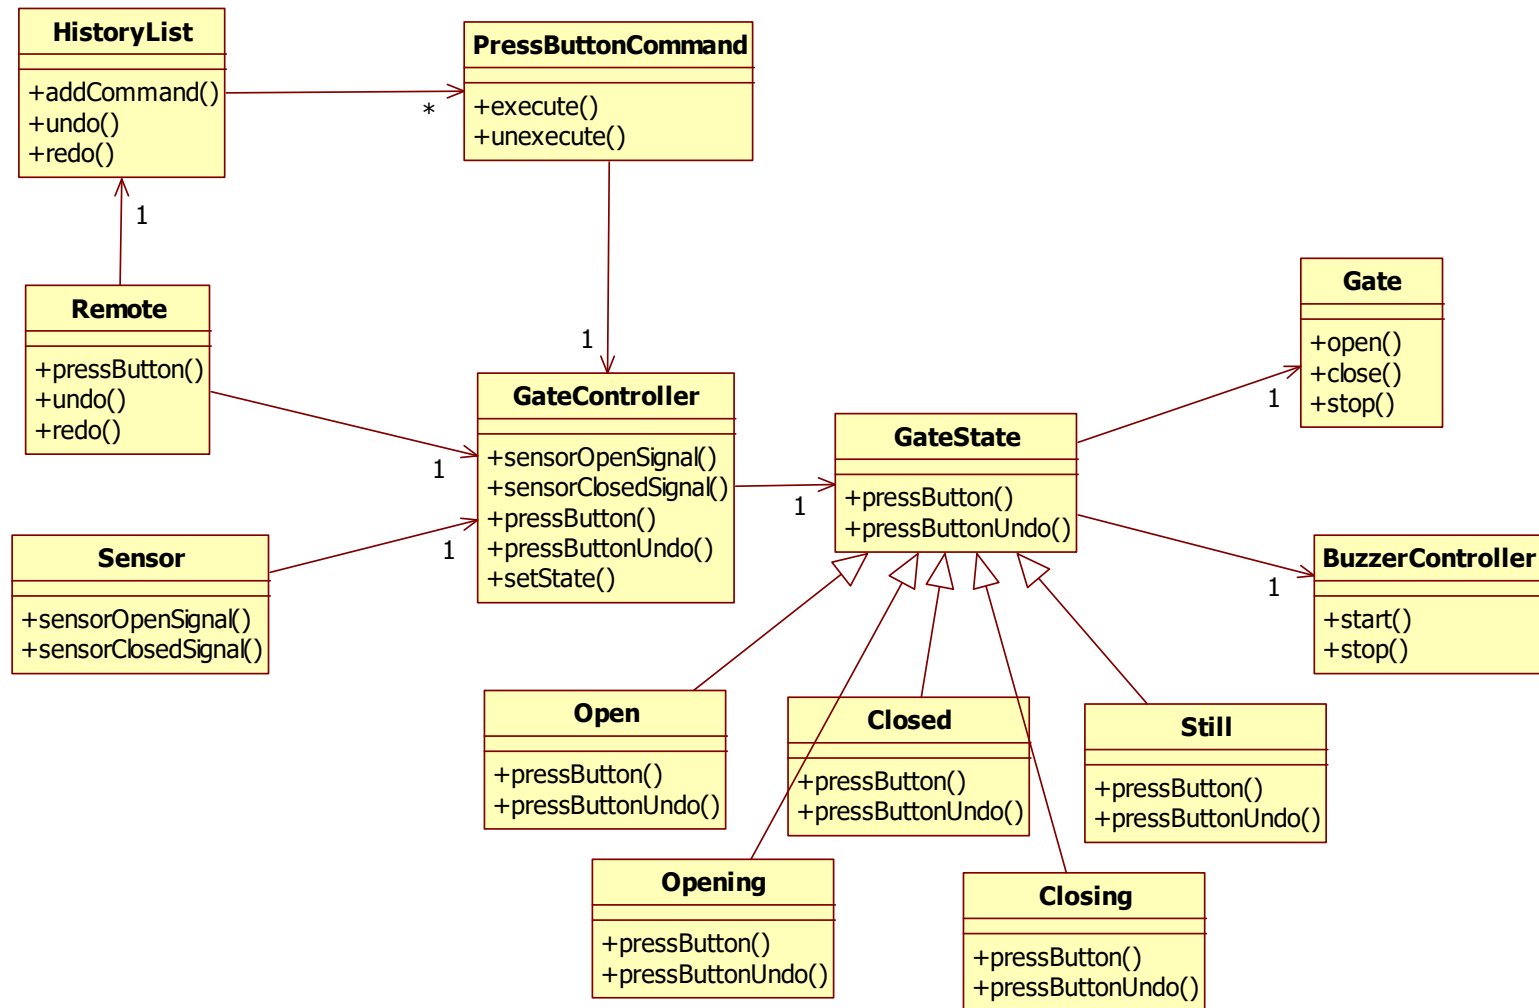 HistoryList
+addCommand()
+undo()
+redo()
PressButtonCommand
+execute()
+unexecute()
*
1
Remote
+pressButton()
+undo()
+redo()
1
GateController
+sensorOpenSignal()
+sensorClosedSignal()
+pressButton()
+pressButtonUndo()
+setState()
1
1
Sensor
+sensorOpenSignal()
+sensorClosedSignal()
1
GateState
+pressButton()
+pressButtonUndo()
Gate
+open()
+close()
+stop()
1
BuzzerController
+start()
+stop()
1
Open
+pressButton()
+pressButtonUndo()
Closed
+pressButton()
+pressButtonUndo()
Still
+pressButton()
+pressButtonUndo()
Opening
+pressButton()
+pressButtonUndo()
Closing
+pressButton()
+pressButtonUndo()